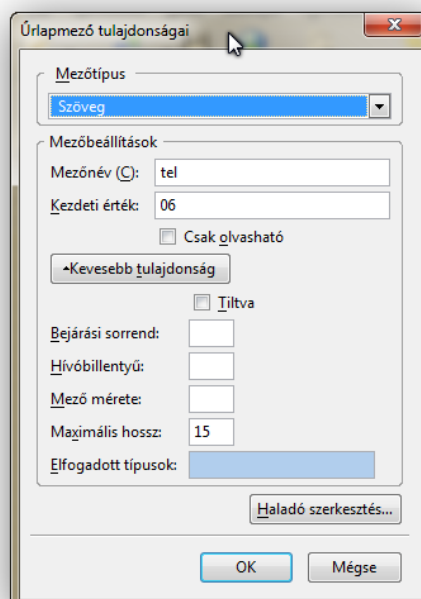 Űrlapmező tulajdonságai
Mezőtípus
Szöveg
Mezőbeállítások
Mezőnév (C): tel
Kezdeti érték: 06
Csak olvasható
Kevesebb tulajdonság
Tiltva
Bejárási sorrend:
Hívóbillentyű:
Mező mérete:
Maximális hossz: 15
Elfogadott típusok:
Haladó szerkesztés...
OK Mégse